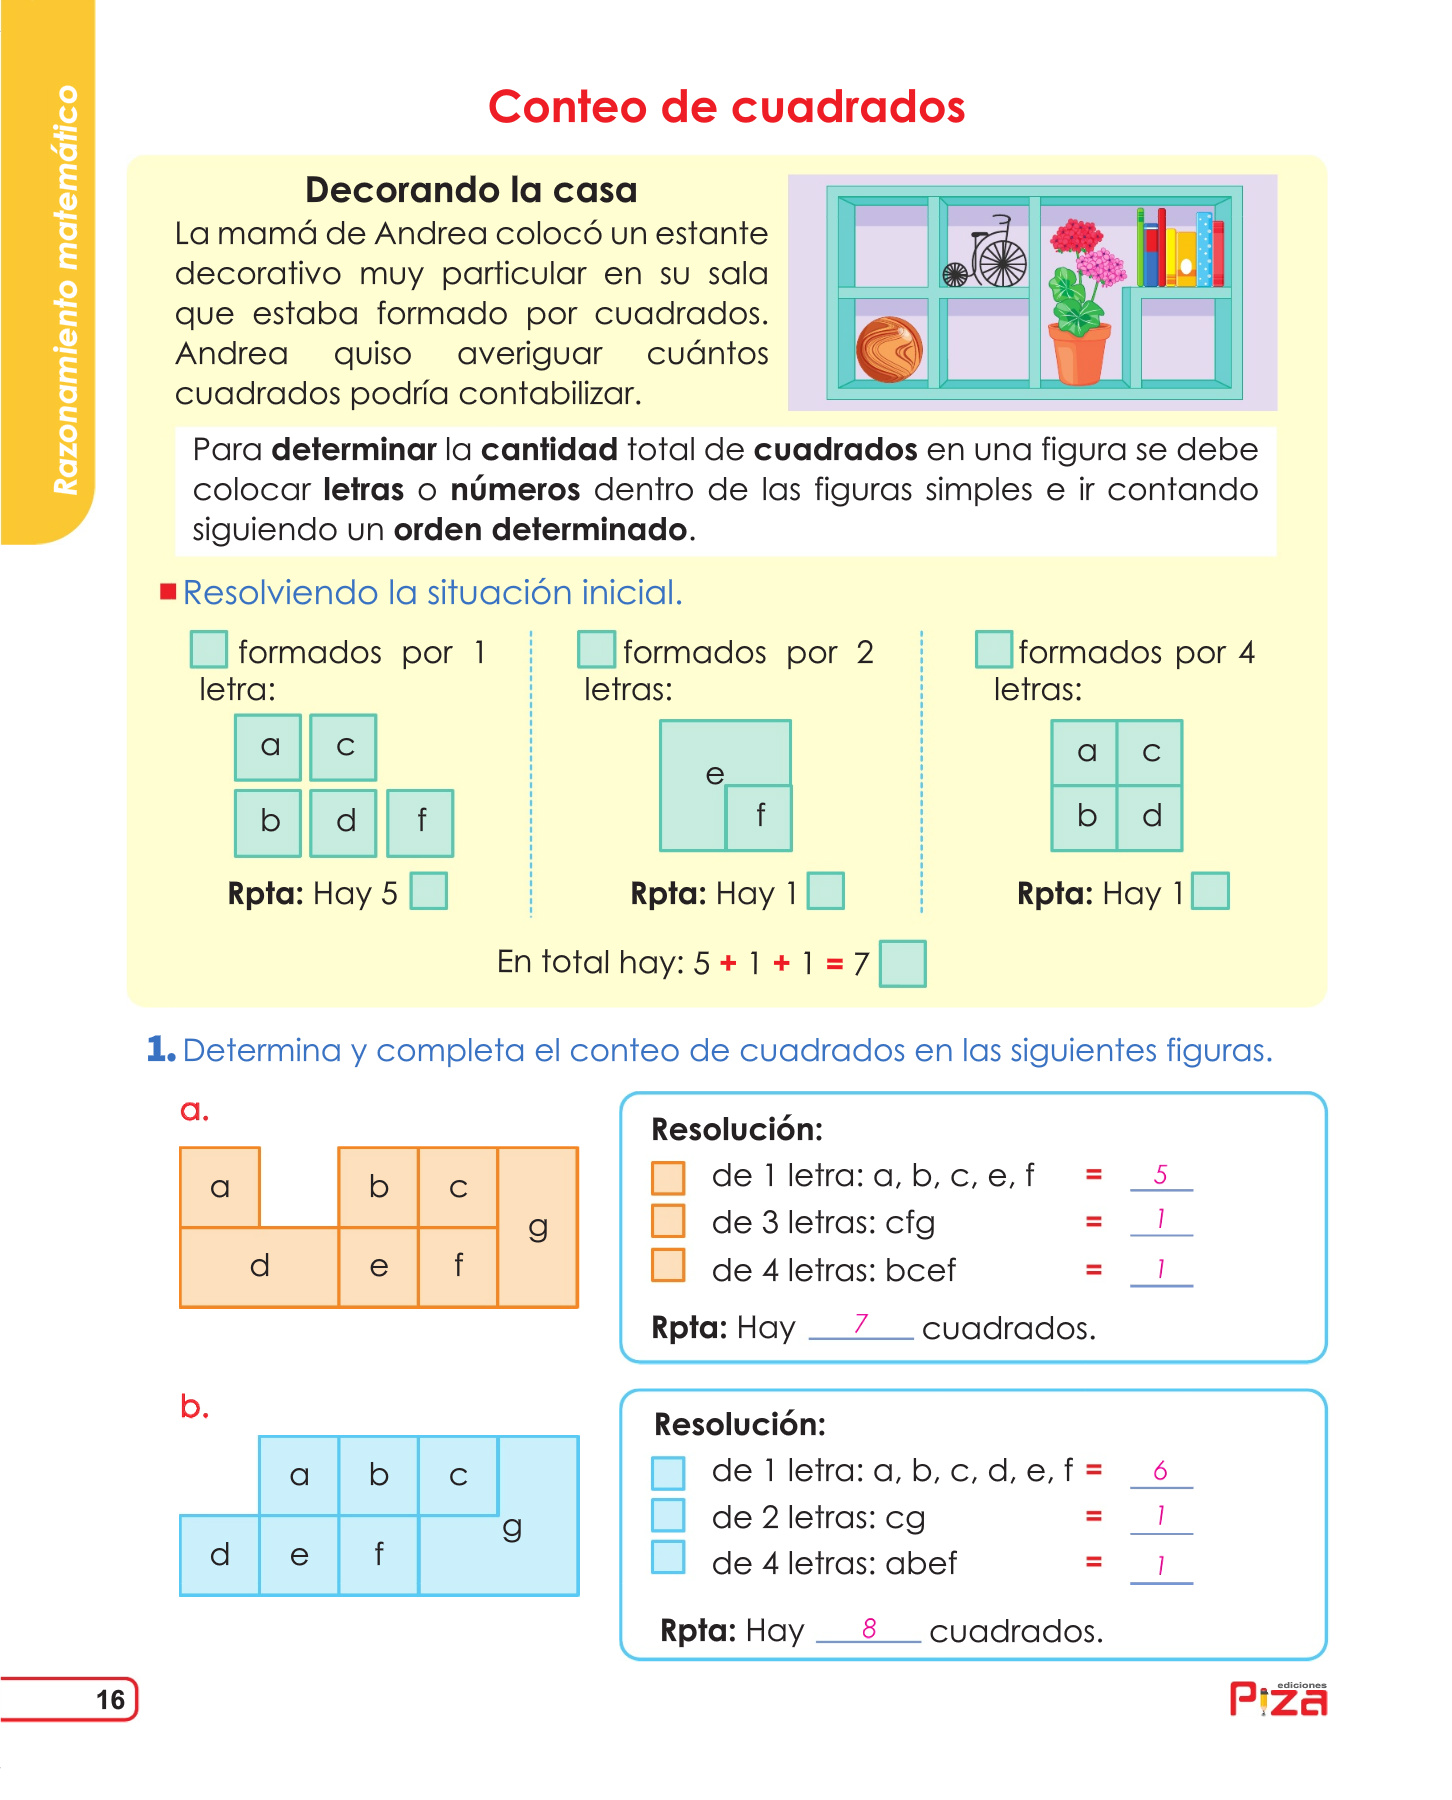 Razonamiento matemático
Conteo de cuadrados
Decorando la casa
La mamá de Andrea colocó un estante
decorativo muy particular en su sala
que estaba formado por cuadrados.
Andrea quiso averiguar cuántos
cuadrados podría contabilizar.
Para determinar la cantidad total de cuadrados en una figura se debe
colocar letras o números dentro de las figuras simples e ir contando
siguiendo un orden determinado.
Resolviendo la situación inicial.
formados por 1
letra:
a c
b d f
Rpta: Hay 5
formados por 2
letras:
e
f
Rpta: Hay 1
formados por 4
letras:
a c
b d
Rpta: Hay 1
En total hay: 5 + 1 + 1 = 7
1. Determina y completa el conteo de cuadrados en las siguientes figuras.
a.
a b c
g
d e f
Resolución:
de 1 letra: a, b, c, e, f = 5
de 3 letras: cfg = 1
de 4 letras: bcef = 1
Rpta: Hay 7 cuadrados.
b.
a b c
g
d e f
Resolución:
de 1 letra: a, b, c, d, e, f = 6
de 2 letras: cg = 1
de 4 letras: abef = 1
Rpta: Hay 8 cuadrados.
16
ediciones
Piza